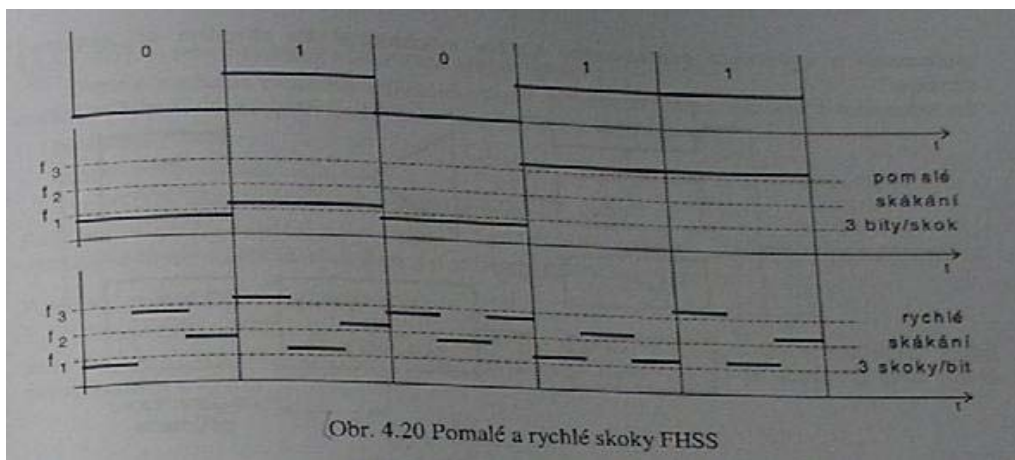 0 1 0 1 1
t
f3 pomalé
f2 skákání
f1 3 bity/skok
t
f3 rychlé
f2 skákání
f1 3 skoky/bit
t
Obr. 4.20 Pomalé a rychlé skoky FHSS